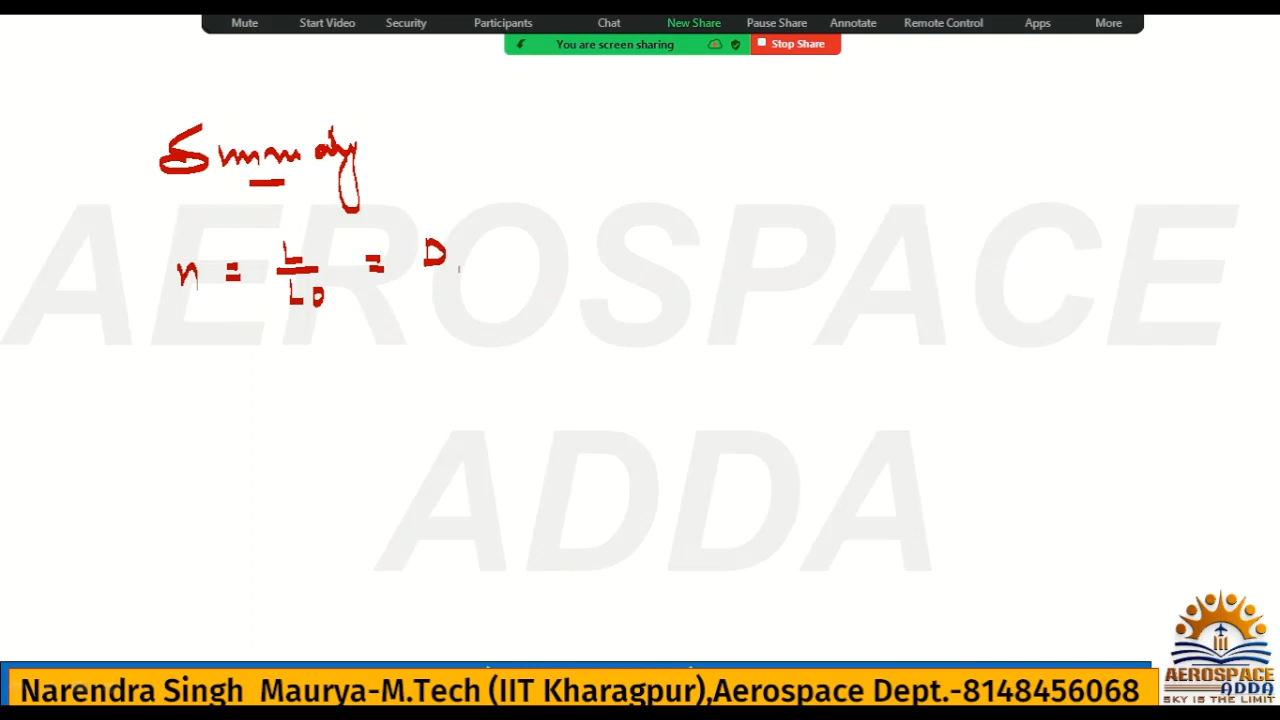 Mute Start Video Security Participants Chat New Share Pause Share Annotate Remote Control Apps More
You are screen sharing Stop Share
Summary
n = L/LD = D
AEROSPACE
ADDA
Narendra Singh Maurya-M.Tech (IIT Kharagpur),Aerospace Dept.-8148456068
AEROSPACE
ADDA
SKY IS THE LIMIT